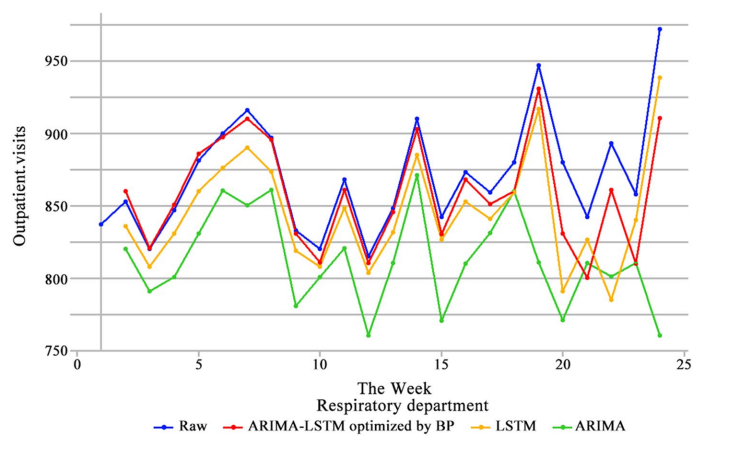 Outpatient.visits
950
900
850
800
750
0 5 10 15 20 25
The Week
Respiratory department
Raw ARIMA-LSTM optimized by BP LSTM ARIMA